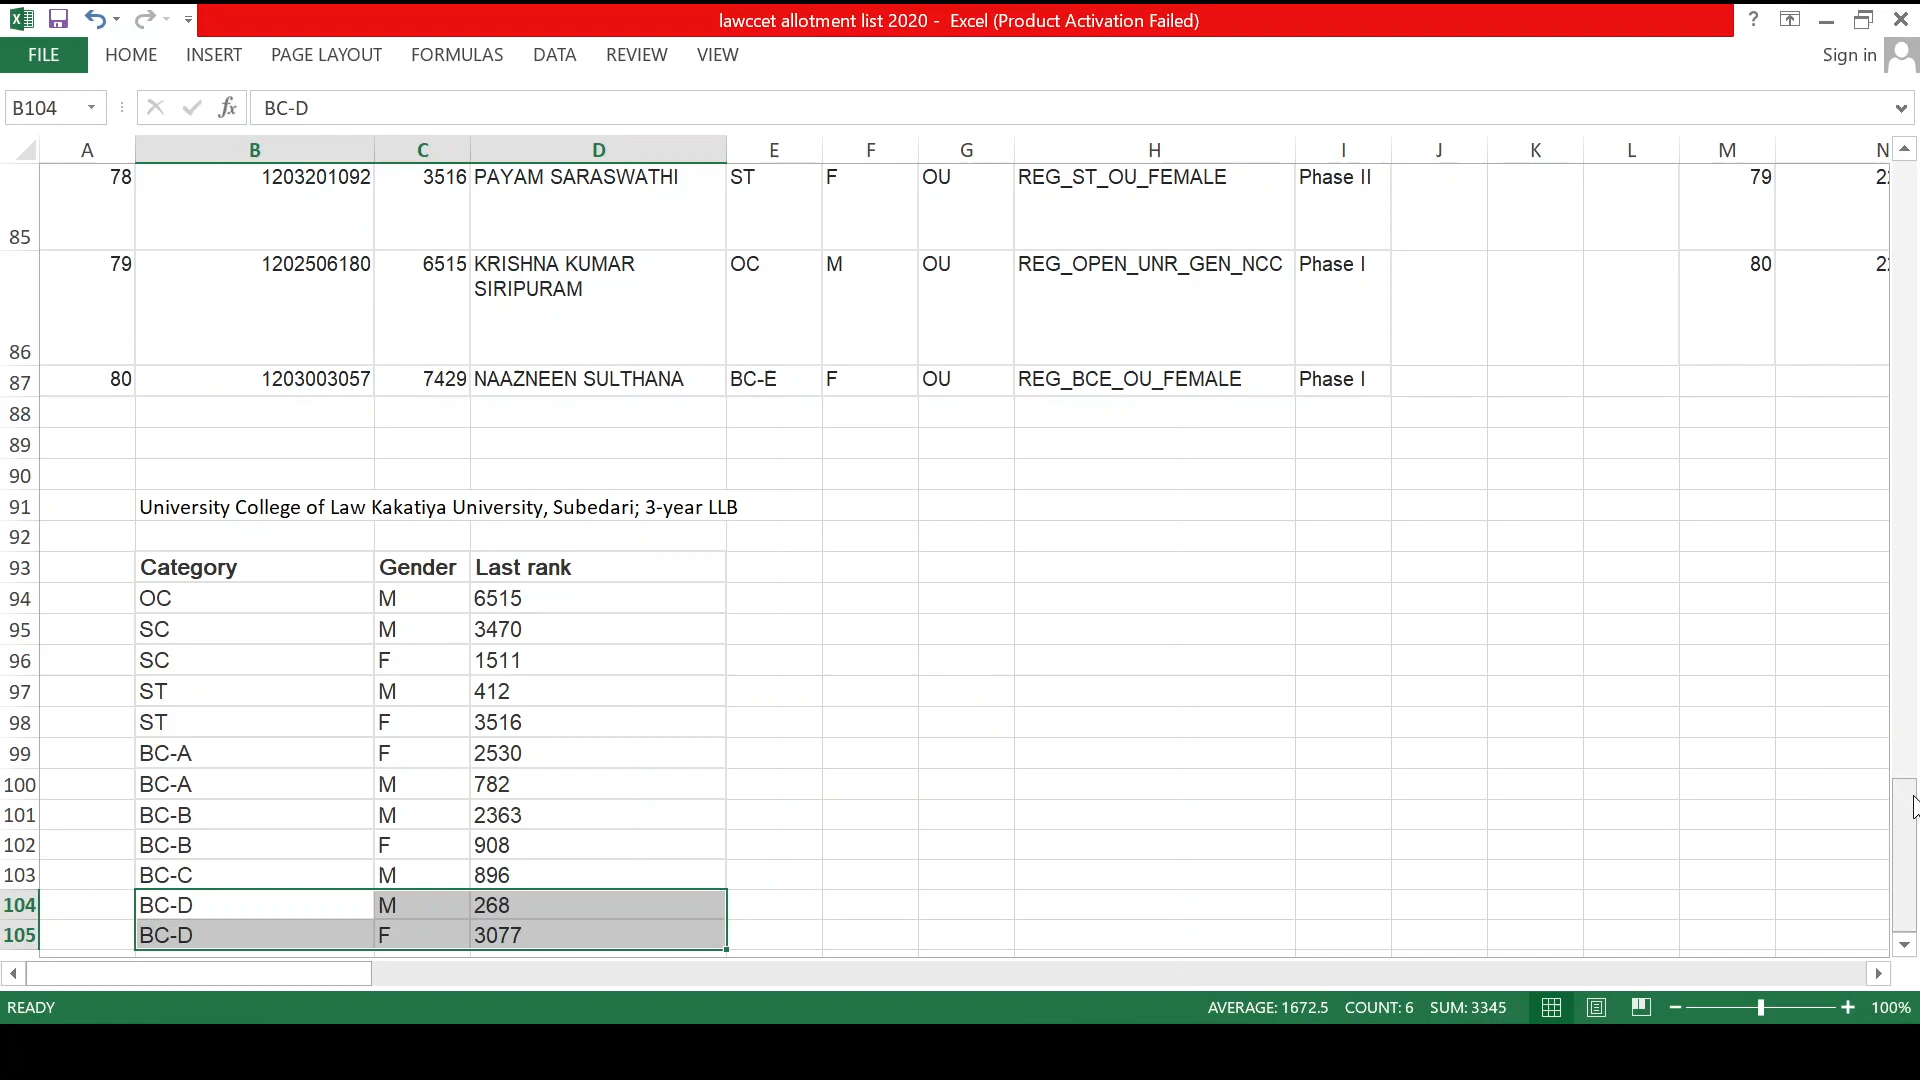 lawccet allotment list 2020 - Excel (Product Activation Failed)
?
FILE HOME INSERT PAGE LAYOUT FORMULAS DATA REVIEW VIEW Sign in
B104 fx BC-D
A B C D E F G H I J K L M N
78 1203201092 3516 PAYAM SARASWATHI ST F OU REG_ST_OU_FEMALE Phase II 79
85
79 1202506180 6515 KRISHNA KUMAR OC M OU REG_OPEN_UNR_GEN_NCC Phase I 80
SIRIPURAM
86
87 80 1203003057 7429 NAAZNEEN SULTHANA BC-E F OU REG_BCE_OU_FEMALE Phase I
88
89
90
91 University College of Law Kakatiya University, Subedari; 3-year LLB
92
93 Category Gender Last rank
94 OC M 6515
95 SC M 3470
96 SC F 1511
97 ST M 412
98 ST F 3516
99 BC-A F 2530
100 BC-A M 782
101 BC-B M 2363
102 BC-B F 908
103 BC-C M 896
104 BC-D M 268
105 BC-D F 3077
READY AVERAGE: 1672.5 COUNT: 6 SUM: 3345 100%